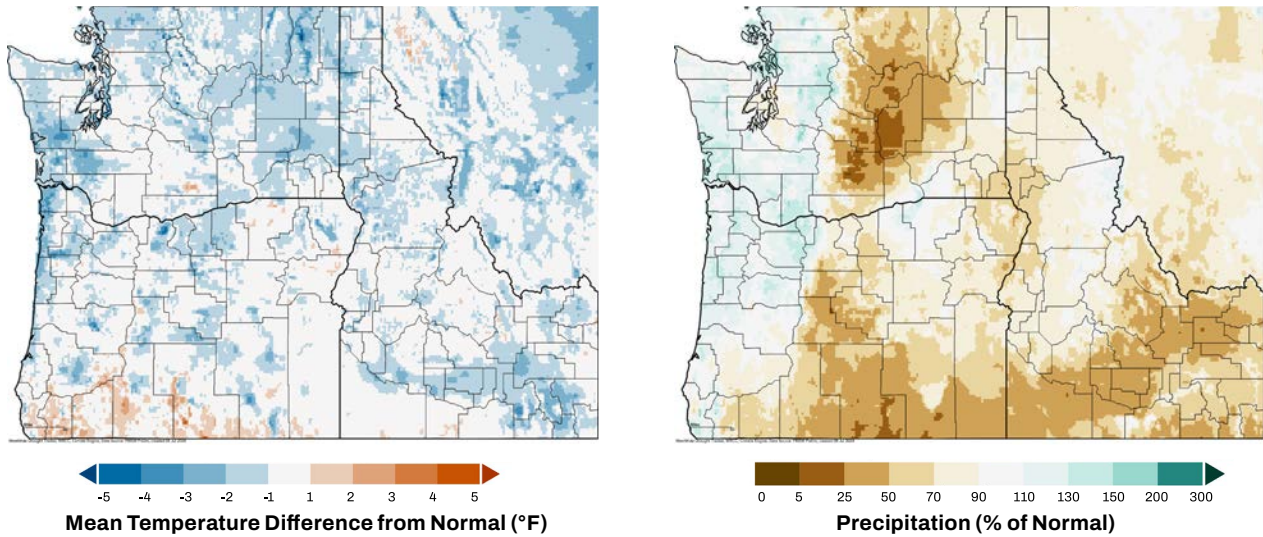 -5 -4 -3 -2 -1 1 2 3 4 5
Mean Temperature Difference from Normal (°F)
0 5 25 50 70 90 110 130 150 200 300
Precipitation (% of Normal)